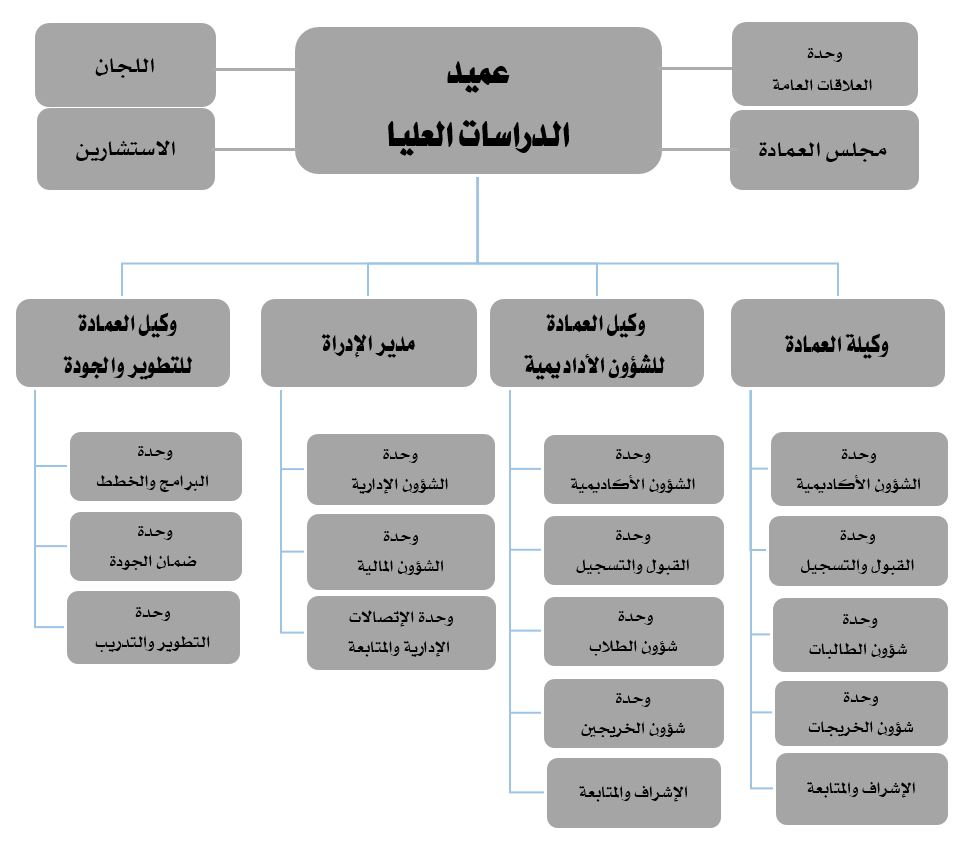 عميد
الدراسات العليا
وحدة
العلاقات العامة
مجلس العمادة
اللجان
الاستشارين
وكيلة العمادة
وحدة
الشؤون الأكاديمية
وحدة
القبول والتسجيل
وحدة
شؤون الطالبات
وحدة
شؤون الخريجات
الإشراف والمتابعة
وكيل العمادة
للشؤون الأداديمية
وحدة
الشؤون الأكاديمية
وحدة
القبول والتسجيل
وحدة
شؤون الطلاب
وحدة
شؤون الخريجين
الإشراف والمتابعة
مدير الإدراة
وحدة
الشؤون الإدارية
وحدة
الشؤون المالية
وحدة الإتصالات
الإدارية والمتابعة
وكيل العمادة
للتطوير والجودة
وحدة
البرامج والخطط
وحدة
ضمان الجودة
وحدة
التطوير والتدريب